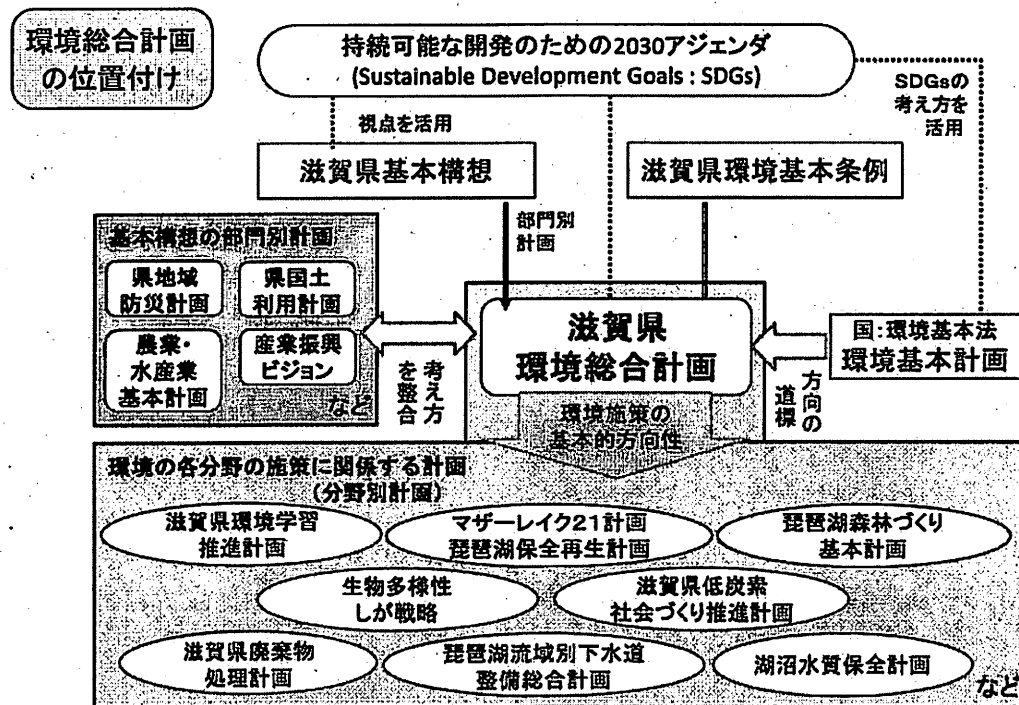 環境総合計画
の位置付け
持続可能な開発のための2030アジェンダ
(Sustainable Development Goals : SDGs)
視点を活用
SDGsの
考え方を
活用
滋賀県基本構想
滋賀県環境基本条例
部門別
計画
基本構想の部門別計画
県地域
防災計画
県国土
利用計画
農業・
水産業
基本計画
産業振興
ビジョン
など
考え方
を整合
滋賀県
環境総合計画
国:環境基本法
環境基本計画
方向の
道標
環境施策の
基本的方向性
環境の各分野の施策に関係する計画
(分野別計画)
滋賀県環境学習
推進計画
マザーレイク21計画
琵琶湖保全再生計画
琵琶湖森林づくり
基本計画
生物多様性
しが戦略
滋賀県低炭素
社会づくり推進計画
滋賀県廃棄物
処理計画
琵琶湖流域別下水道
整備総合計画
湖沼水質保全計画
など